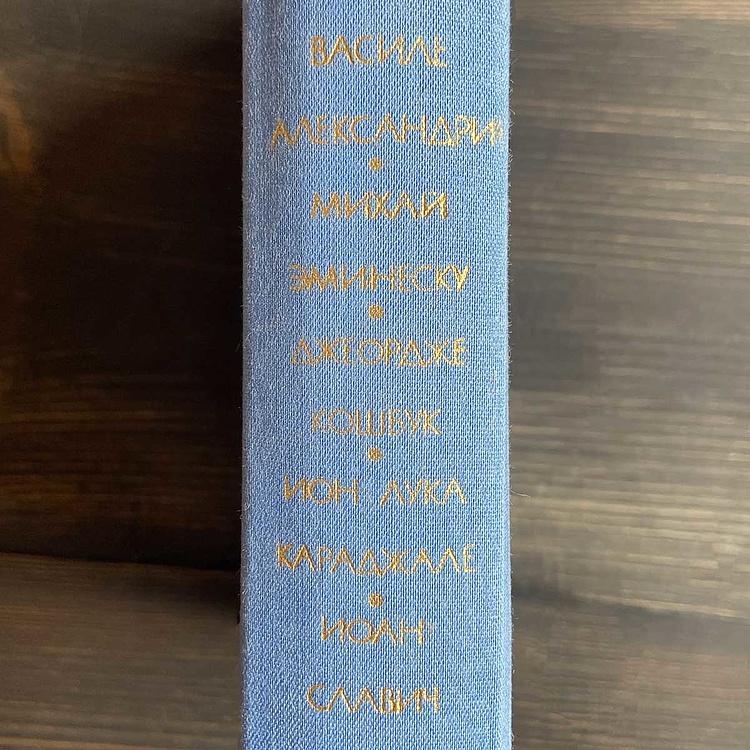 ВАСИЛЕ
АЛЕКСАНДРИ
МИХАЙ
ЭМИНЕСКУ
ДЖЕОРДЖЕ
КОШБУК
ИОН ЛУКА
КАРАДЖАЛЕ
ИОАН
СЛАВИЧ